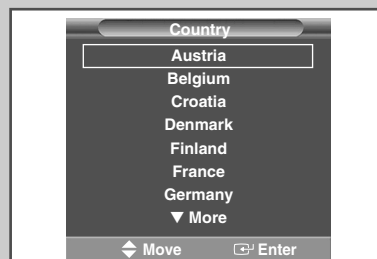 Country
Austria
Belgium
Croatia
Denmark
Finland
France
Germany
▼ More
Move Enter